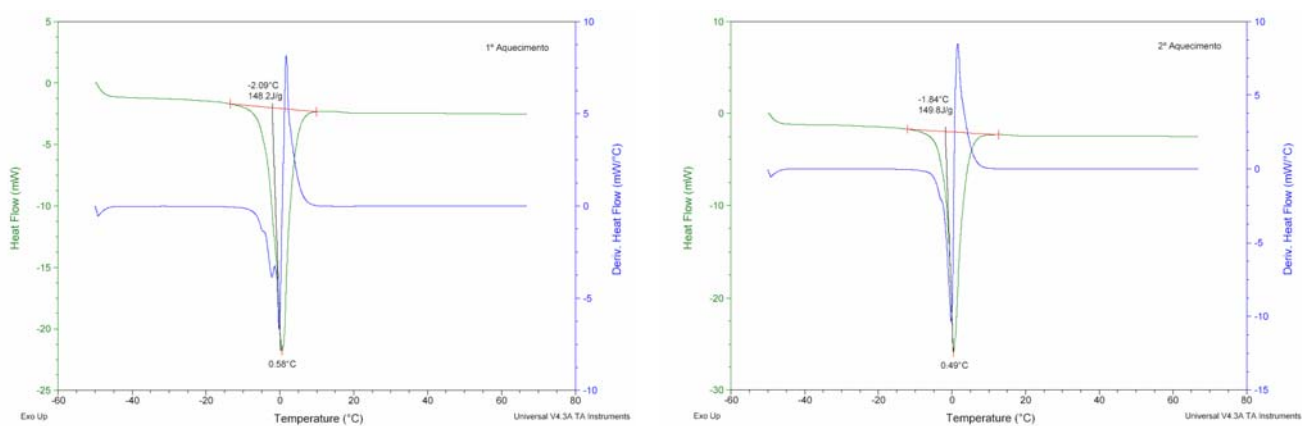 1º Aquecimento
-2.09°C
148.2J/g
0.58°C
5
0
-5
-10
-15
-20
-25
Heat Flow (mW)
10
5
0
-5
-10
Deriv. Heat Flow (mW/°C)
-60
-40
-20
0
20
40
60
80
Exo Up
Temperature (°C)
Universal V4.3A TA Instruments
2º Aquecimento
-1.84°C
149.8J/g
0.49°C
10
0
-10
-20
-30
Heat Flow (mW)
10
5
0
-5
-10
-15
Deriv. Heat Flow (mW/°C)
-60
-40
-20
0
20
40
60
80
Exo Up
Temperature (°C)
Universal V4.3A TA Instruments